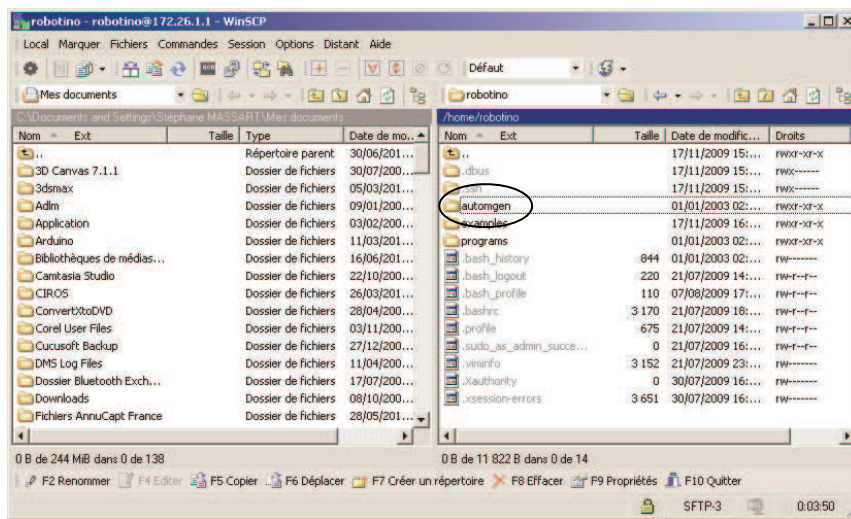 robotino - robotino@172.26.1.1 - WinSCP
Local Marquer Fichiers Commandes Session Options Distant Aide
Défaut
Mes documents robotino
C:\Documents and Settings\Stéphane MASSART\Mes documents /home/robotino
Nom Ext Taille Type Date de mo... Nom Ext Taille Date de modific... Droits
.. Répertoire parent 30/06/201... .. 17/11/2009 15:... rwxr-xr-x
3D Canvas 7.1.1 Dossier de fichiers 30/07/200... .dbus 17/11/2009 15:... rwx------
3dsmax Dossier de fichiers 05/03/201... .ssh 17/11/2009 15:... rwx------
Adlm Dossier de fichiers 09/01/200... automgen 01/01/2003 02:... rwxr-xr-x
Application Dossier de fichiers 03/02/200... examples 17/11/2009 16:... rwxr-xr-x
Arduino Dossier de fichiers 11/03/201... programs 01/01/2003 02:... rwxr-xr-x
Bibliothèques de médias... Dossier de fichiers 16/06/201... .bash_history 844 01/01/2003 02:... rw-------
Camtasia Studio Dossier de fichiers 22/10/200... .bash_logout 220 21/07/2009 14:... rw-r--r--
CIROS Dossier de fichiers 26/03/201... .bash_profile 110 07/08/2009 17:... rw-r--r--
ConvertXtoDVD Dossier de fichiers 28/04/200... .bashrc 3 170 21/07/2009 18:... rw-r--r--
Corel User Files Dossier de fichiers 03/11/200... .profile 675 21/07/2009 14:... rw-r--r--
Cucusoft Backup Dossier de fichiers 27/12/200... .sudo_as_admin_succe... 0 21/07/2009 16:... rw-r--r--
DMS Log Files Dossier de fichiers 11/04/200... .viminfo 3 152 21/07/2009 23:... rw-------
Dossier Bluetooth Exch... Dossier de fichiers 17/07/200... .Xauthority 0 30/07/2009 16:... rw-------
Downloads Dossier de fichiers 08/10/200... .xsession-errors 3 651 30/07/2009 16:... rw-------
Fichiers AnnuCapt France Dossier de fichiers 28/05/201...
0 B de 244 MiB dans 0 de 138 0 B de 11 822 B dans 0 de 14
F2 Renommer F4 Editer F5 Copier F6 Déplacer F7 Créer un répertoire F8 Effacer F9 Propriétés F10 Quitter
SFTP-3 0:03:50